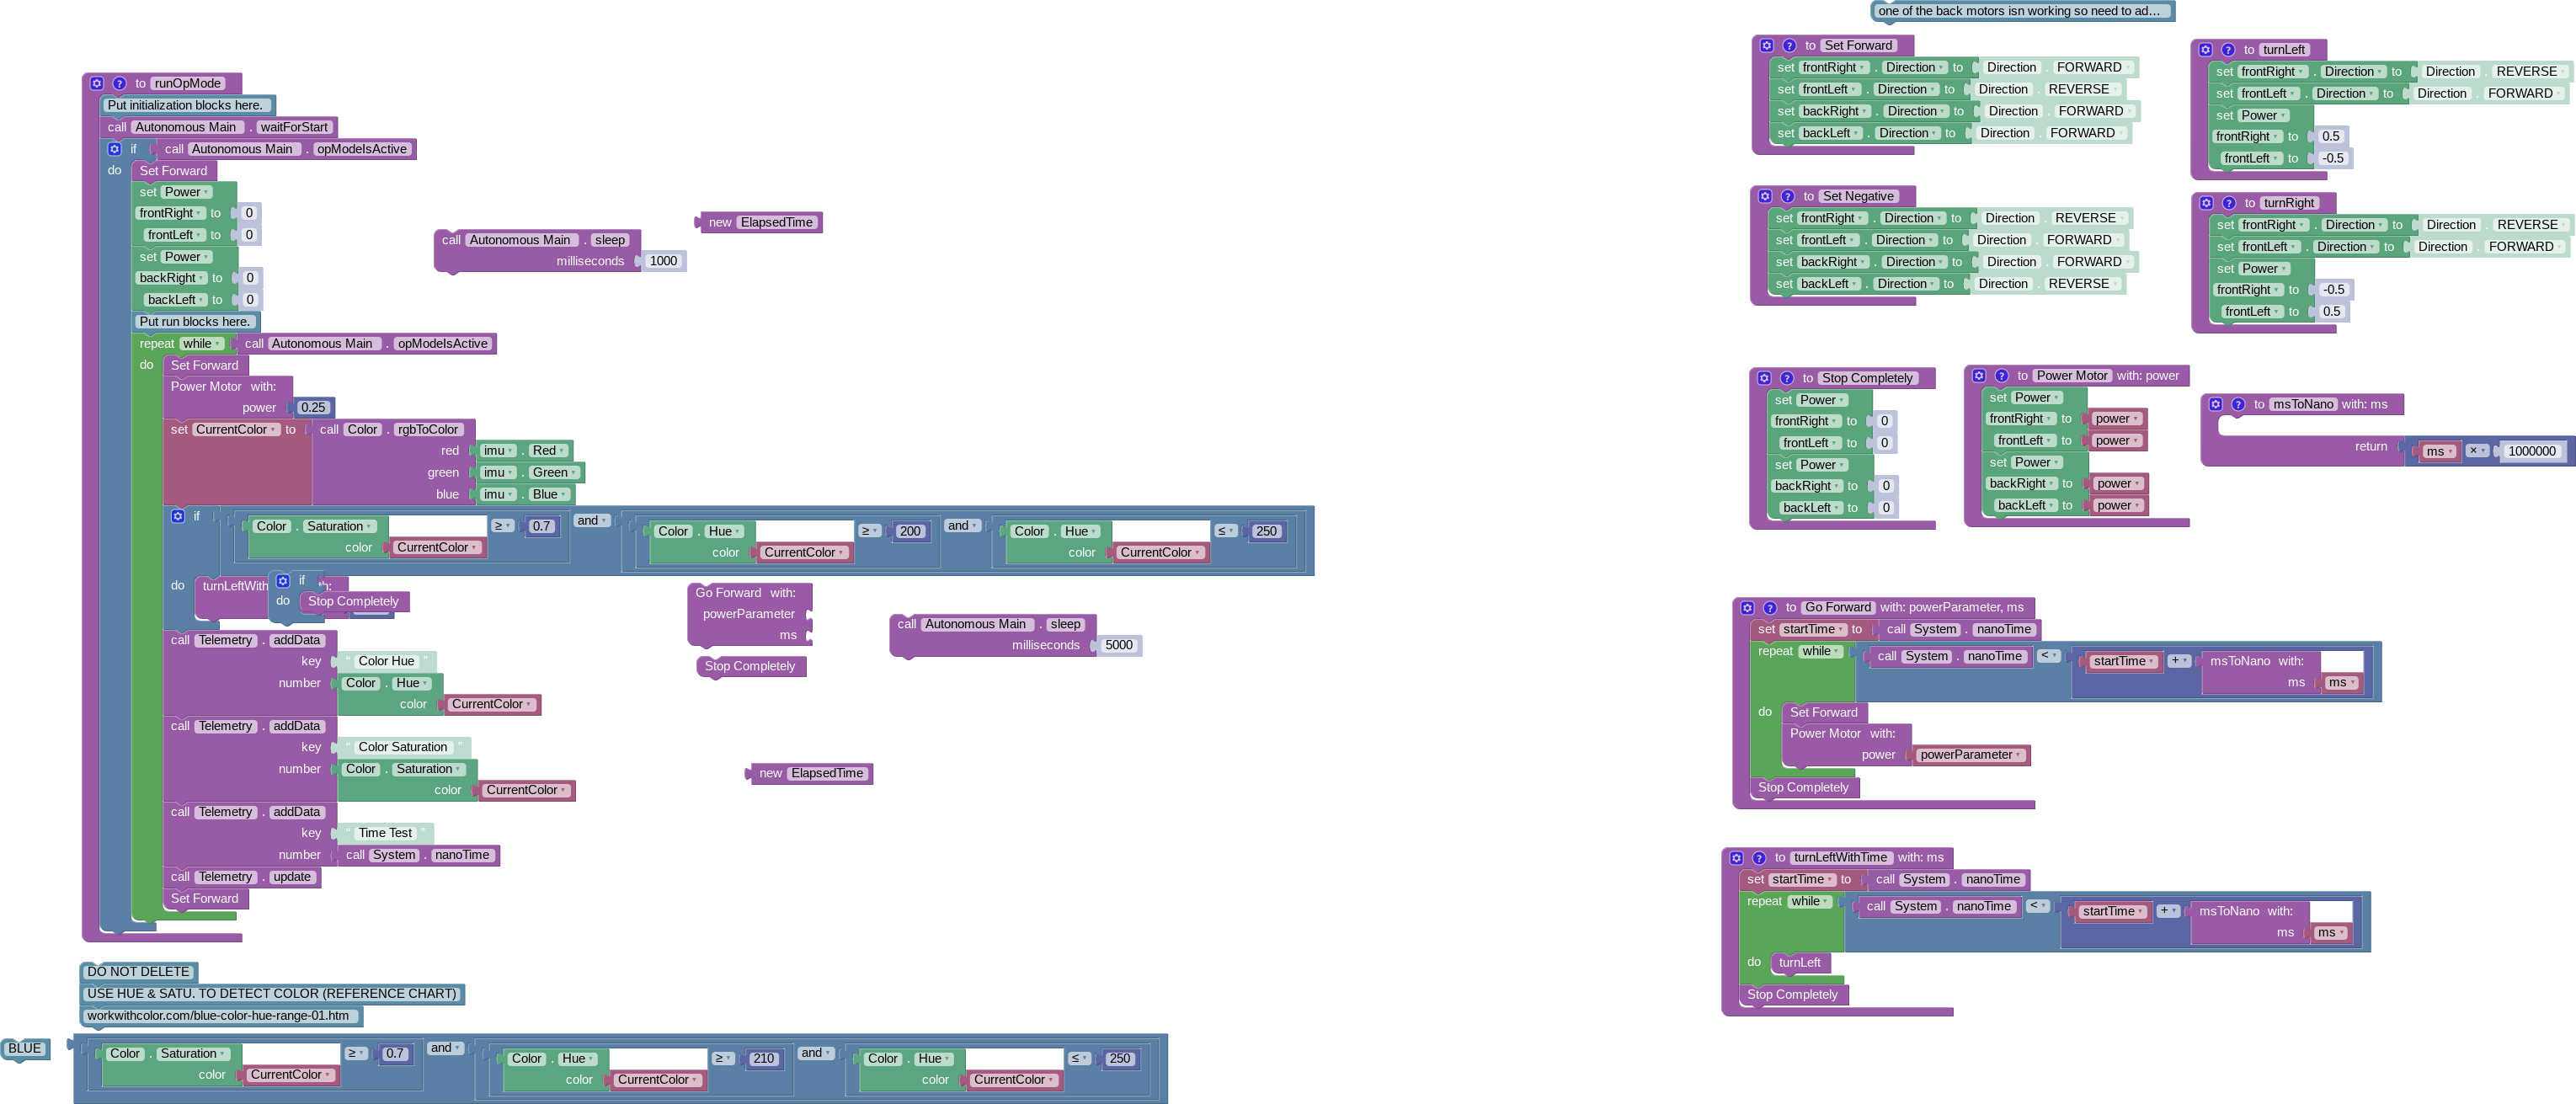 one of the back motors isn working so need to ad...
to runOpMode
Put initialization blocks here.
call Autonomous Main . waitForStart
if call Autonomous Main . opModeIsActive
do Set Forward
set Power
frontRight to 0
frontLeft to 0
set Power
backRight to 0
backLeft to 0
Put run blocks here.
repeat while call Autonomous Main . opModeIsActive
do Set Forward
Power Motor with:
power 0.25
set CurrentColor to call Color . rgbToColor
red imu . Red
green imu . Green
blue imu . Blue
if Color . Saturation ≥ 0.7 and Color . Hue ≥ 200 and Color . Hue ≤ 250
color CurrentColor color CurrentColor color CurrentColor
do turnLeftWith
if
do Stop Completely
call Telemetry . addData
key “ Color Hue ”
number Color . Hue
color CurrentColor
call Telemetry . addData
key “ Color Saturation ”
number Color . Saturation
color CurrentColor
call Telemetry . addData
key “ Time Test ”
number call System . nanoTime
call Telemetry . update
Set Forward
new ElapsedTime
call Autonomous Main . sleep
milliseconds 1000
Go Forward with:
powerParameter
ms
Stop Completely
call Autonomous Main . sleep
milliseconds 5000
new ElapsedTime
DO NOT DELETE
USE HUE & SATU. TO DETECT COLOR (REFERENCE CHART)
workwithcolor.com/blue-color-hue-range-01.htm
BLUE
Color . Saturation ≥ 0.7 and Color . Hue ≥ 210 and Color . Hue ≤ 250
color CurrentColor color CurrentColor color CurrentColor
to Set Forward
set frontRight . Direction to Direction . FORWARD
set frontLeft . Direction to Direction . REVERSE
set backRight . Direction to Direction . FORWARD
set backLeft . Direction to Direction . FORWARD
to turnLeft
set frontRight . Direction to Direction . REVERSE
set frontLeft . Direction to Direction . FORWARD
set Power
frontRight to 0.5
frontLeft to -0.5
to Set Negative
set frontRight . Direction to Direction . REVERSE
set frontLeft . Direction to Direction . FORWARD
set backRight . Direction to Direction . FORWARD
set backLeft . Direction to Direction . REVERSE
to turnRight
set frontRight . Direction to Direction . REVERSE
set frontLeft . Direction to Direction . FORWARD
set Power
frontRight to -0.5
frontLeft to 0.5
to Stop Completely
set Power
frontRight to 0
frontLeft to 0
set Power
backRight to 0
backLeft to 0
to Power Motor with: power
set Power
frontRight to power
frontLeft to power
set Power
backRight to power
backLeft to power
to msToNano with: ms
return ms × 1000000
to Go Forward with: powerParameter, ms
set startTime to call System . nanoTime
repeat while call System . nanoTime < startTime + msToNano with:
ms ms
do Set Forward
Power Motor with:
power powerParameter
Stop Completely
to turnLeftWithTime with: ms
set startTime to call System . nanoTime
repeat while call System . nanoTime < startTime + msToNano with:
ms ms
do turnLeft
Stop Completely